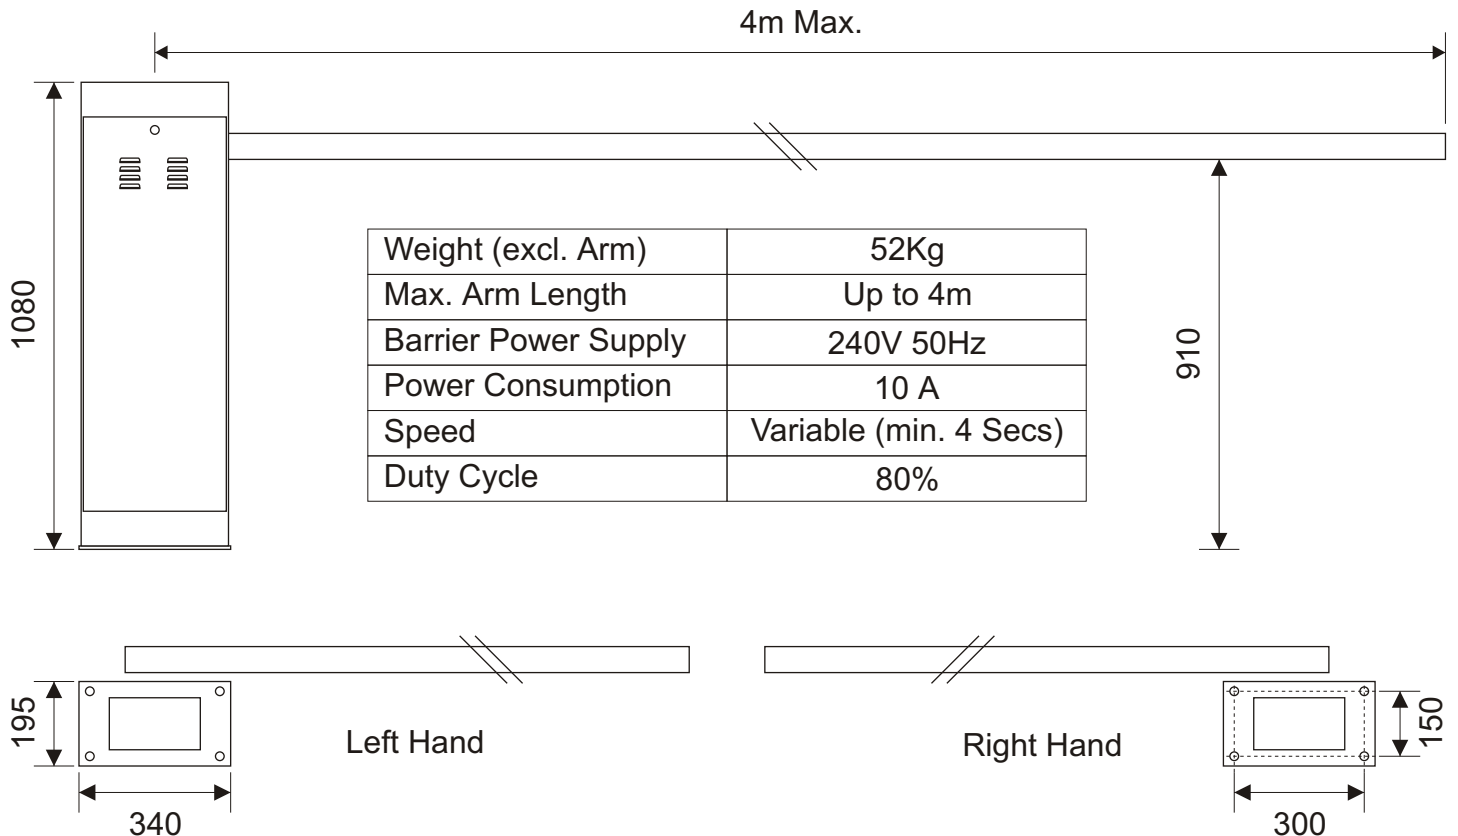 4m Max.
1080
Weight (excl. Arm) 52Kg
Max. Arm Length Up to 4m
Barrier Power Supply 240V 50Hz
Power Consumption 10 A
Speed Variable (min. 4 Secs)
Duty Cycle 80%
910
195
Left Hand
340
Right Hand
150
300